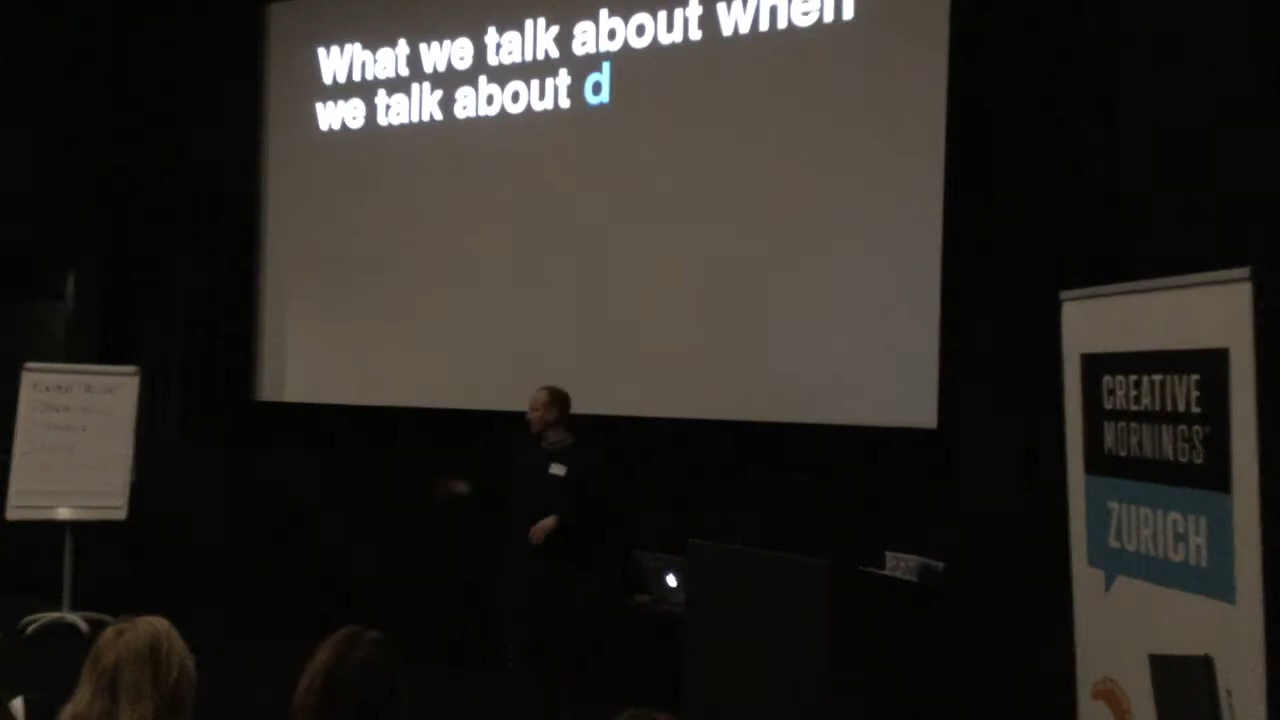 What we talk about when
we talk about d
CREATIVE
MORNINGS®
ZURICH